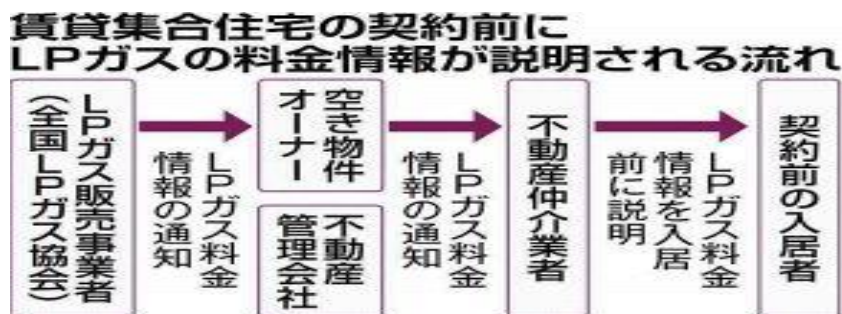 賃貸集合住宅の契約前に
LPガスの料金情報が説明される流れ
LPガス販売事業者
(全国LPガス協会)
LPガス料金
情報の通知
空き物件
オーナー
不動産
管理会社
LPガス料金
情報の通知
不動産仲介業者
LPガス料金
情報を入居
前に説明
契約前の入居者